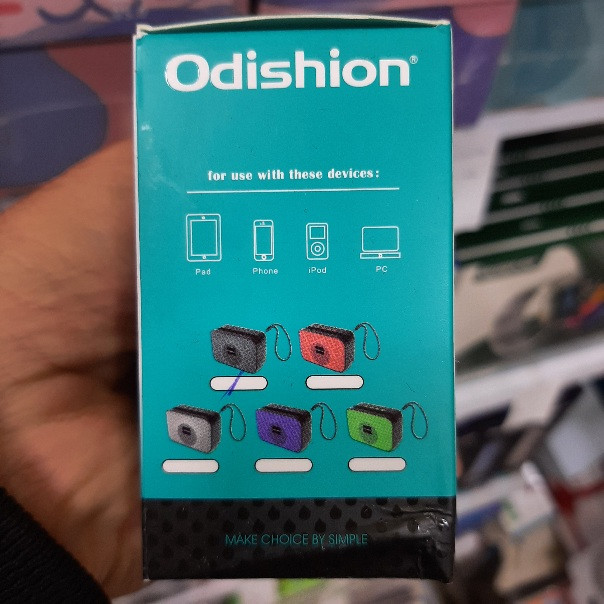 Odishion®
for use with these devices:
Pad Phone iPod PC
MAKE CHOICE BY SIMPLE